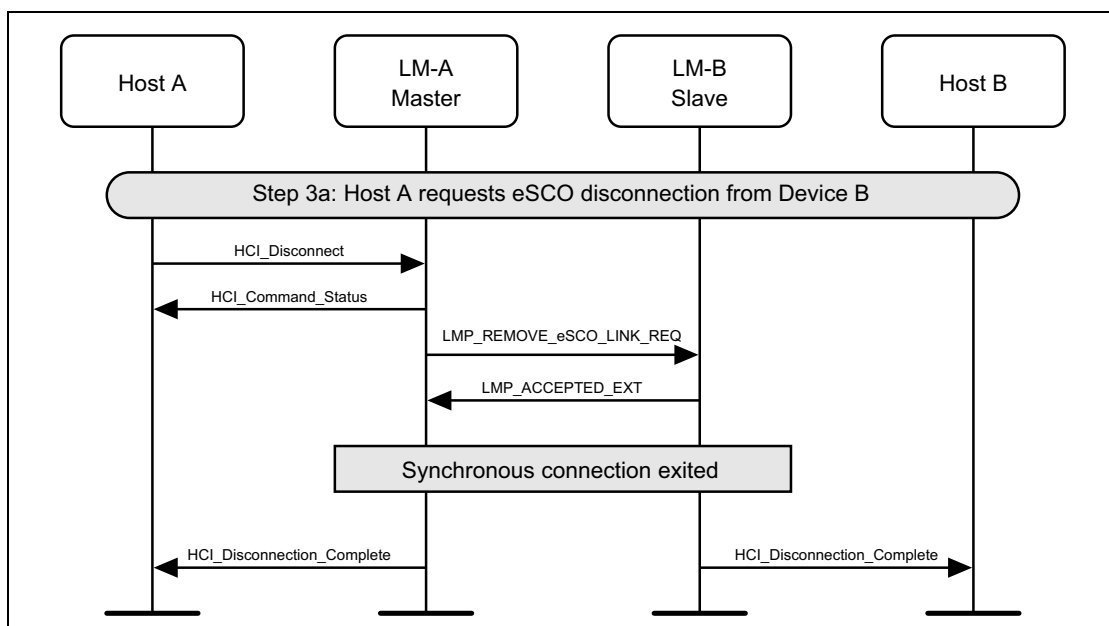 Host A
LM-A
Master
LM-B
Slave
Host B
Step 3a: Host A requests eSCO disconnection from Device B
HCI_Disconnect
HCI_Command_Status
LMP_REMOVE_eSCO_LINK_REQ
LMP_ACCEPTED_EXT
Synchronous connection exited
HCI_Disconnection_Complete
HCI_Disconnection_Complete